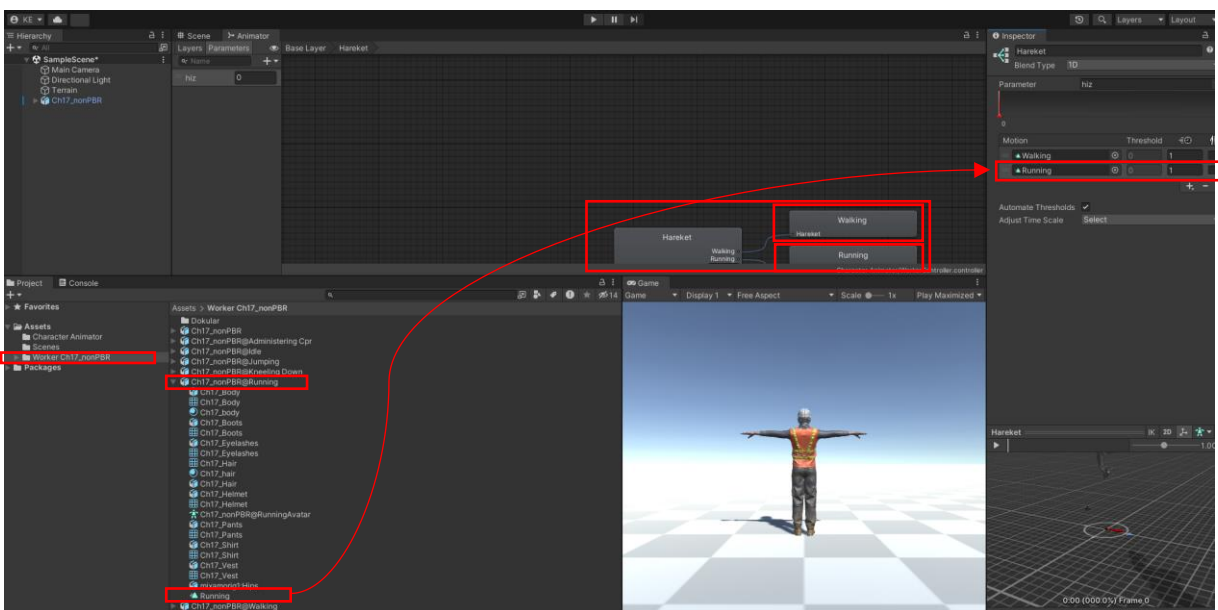 KE
Layers
Layout
Hierarchy
All
SampleScene*
Main Camera
Directional Light
Terrain
Ch17_nonPBR
Scene
Animator
Layers
Parameters
Base Layer
Hareket
Name
hiz
0
Hareket
Walking
Running
Walking
Hareket
Running
Inspector
Hareket
Blend Type
1D
Parameter
hiz
0
Motion
Threshold
Walking
0
1
Running
0
1
Automate Thresholds
Adjust Time Scale
Select
Project
Console
Favorites
Assets
Character Animator
Scenes
Worker Ch17_nonPBR
Packages
14
Assets > Worker Ch17_nonPBR
Dokular
Ch17_nonPBR
Ch17_nonPBR@Administering Cpr
Ch17_nonPBR@Idle
Ch17_nonPBR@Jumping
Ch17_nonPBR@Kneeling Down
Ch17_nonPBR@Running
Ch17_Body
Ch17_Body
Ch17_body
Ch17_Boots
Ch17_Boots
Ch17_Eyelashes
Ch17_Eyelashes
Ch17_Hair
Ch17_hair
Ch17_Hair
Ch17_Helmet
Ch17_Helmet
Ch17_nonPBR@RunningAvatar
Ch17_Pants
Ch17_Pants
Ch17_Shirt
Ch17_Shirt
Ch17_Vest
Ch17_Vest
mixamorig1:Hips
Running
Ch17_nonPBR@Walking
Game
Game
Display 1
Free Aspect
Scale
1x
Play Maximized
Hareket
IK
2D
1.00
0:00 (000.0%) Frame 0